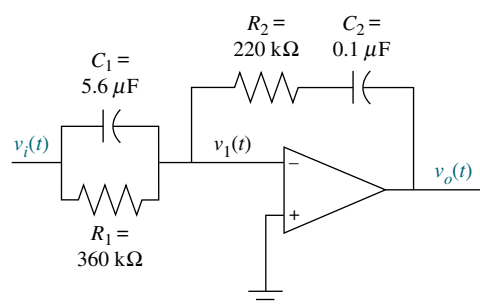 R2 =
220 kΩ
C2 =
0.1 μF
C1 =
5.6 μF
vi(t)
v1(t)
−
+
vo(t)
R1 =
360 kΩ